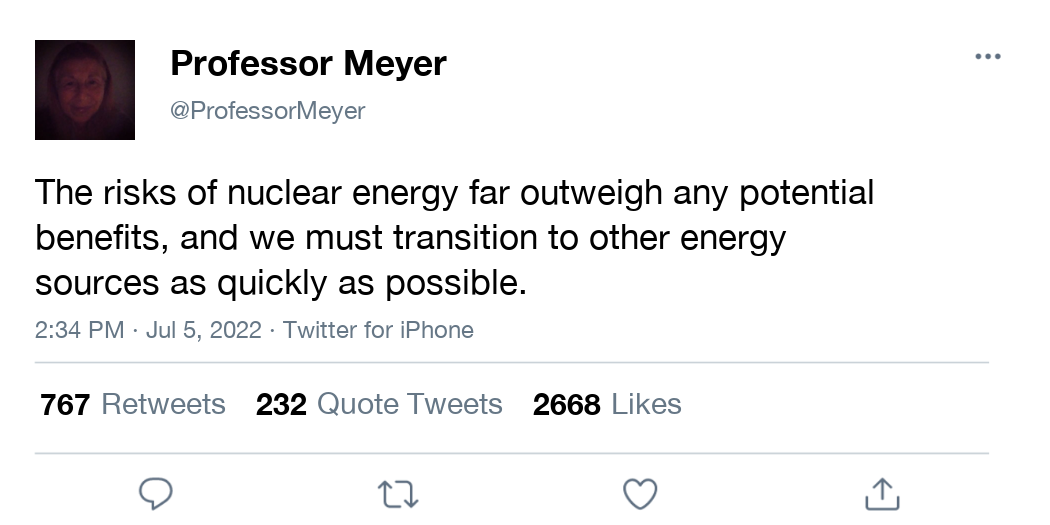 Professor Meyer
@ProfessorMeyer
The risks of nuclear energy far outweigh any potential
benefits, and we must transition to other energy
sources as quickly as possible.
2:34 PM · Jul 5, 2022 · Twitter for iPhone
767 Retweets 232 Quote Tweets 2668 Likes